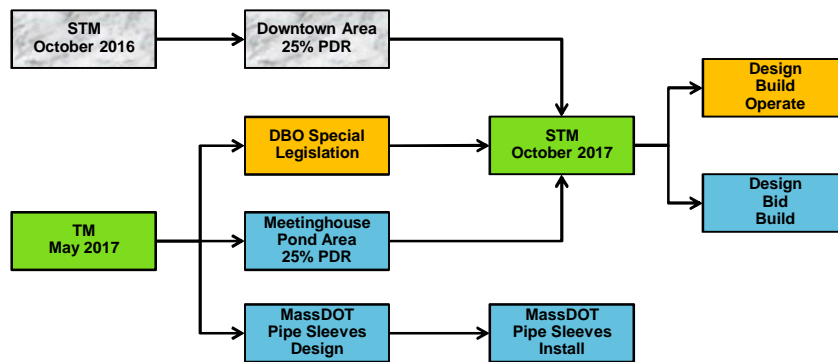 STM
October 2016
Downtown Area
25% PDR
Design
Build
Operate
DBO Special
Legislation
STM
October 2017
Design
Bid
Build
TM
May 2017
Meetinghouse
Pond Area
25% PDR
MassDOT
Pipe Sleeves
Design
MassDOT
Pipe Sleeves
Install